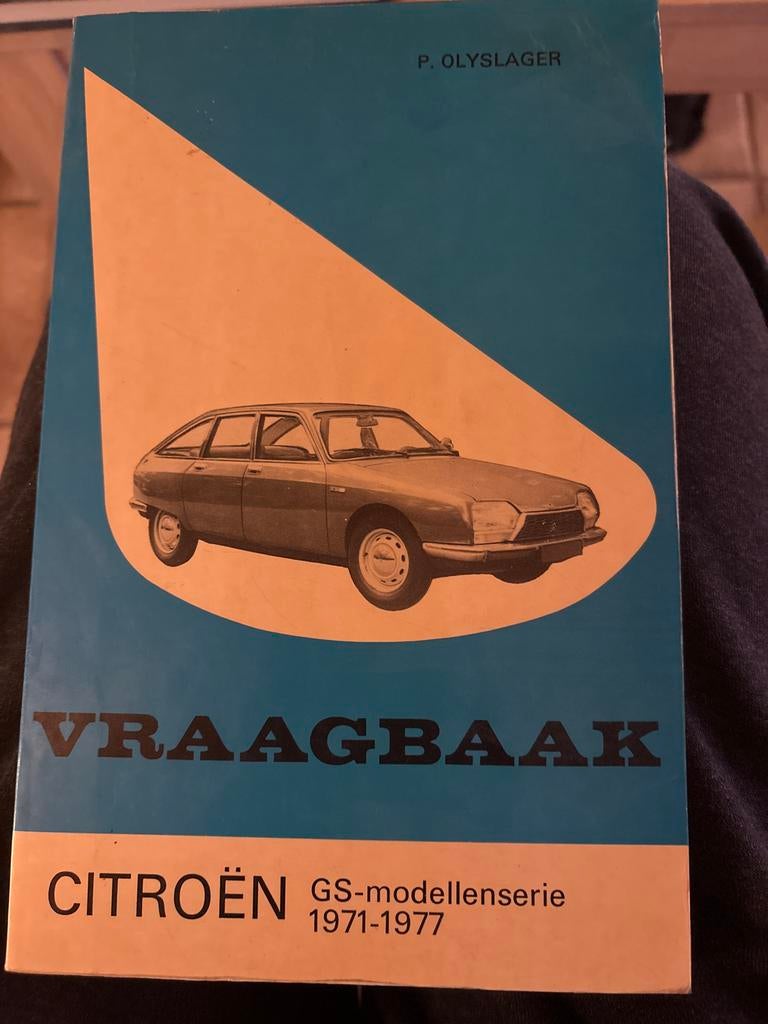 P. OLYSLAGER
VRAAGBAAK
CITROËN GS-modellenserie
1971-1977